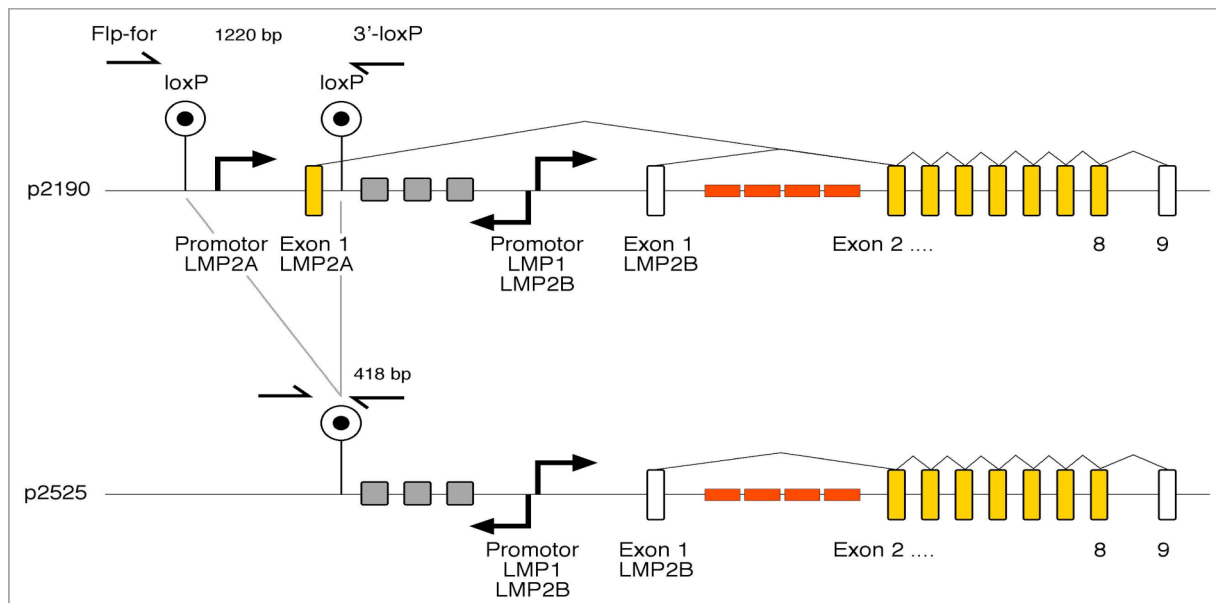 Flp-for 1220 bp 3'-loxP
loxP loxP
p2190
Promotor Exon 1 Promotor Exon 1 Exon 2 .... 8 9
LMP2A LMP2A LMP1 LMP2B
LMP2B
418 bp
p2525
Promotor Exon 1 Exon 2 .... 8 9
LMP1 LMP2B
LMP2B